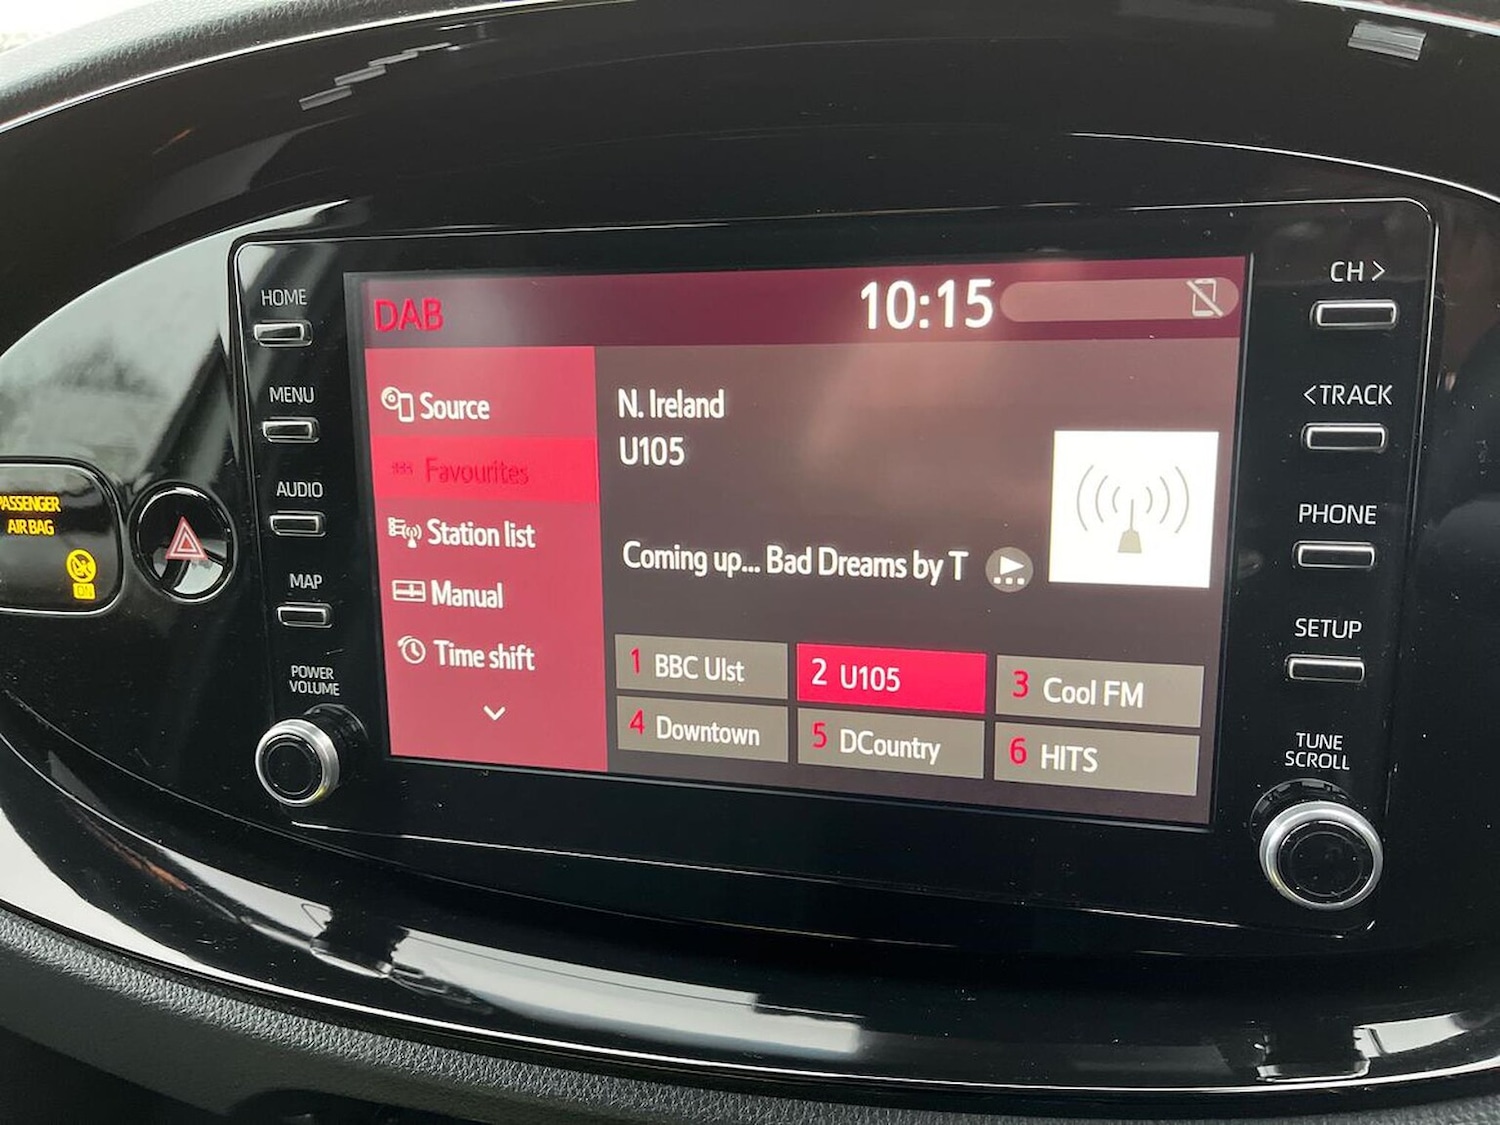 HOME
MENU
AUDIO
MAP
POWER
VOLUME
PASSENGER
AIR BAG
ON
DAB
10:15
Source
Favourites
Station list
Manual
Time shift
N. Ireland
U105
Coming up... Bad Dreams by T
1 BBC Ulst
2 U105
3 Cool FM
4 Downtown
5 DCountry
6 HITS
CH >
< TRACK
PHONE
SETUP
TUNE
SCROLL